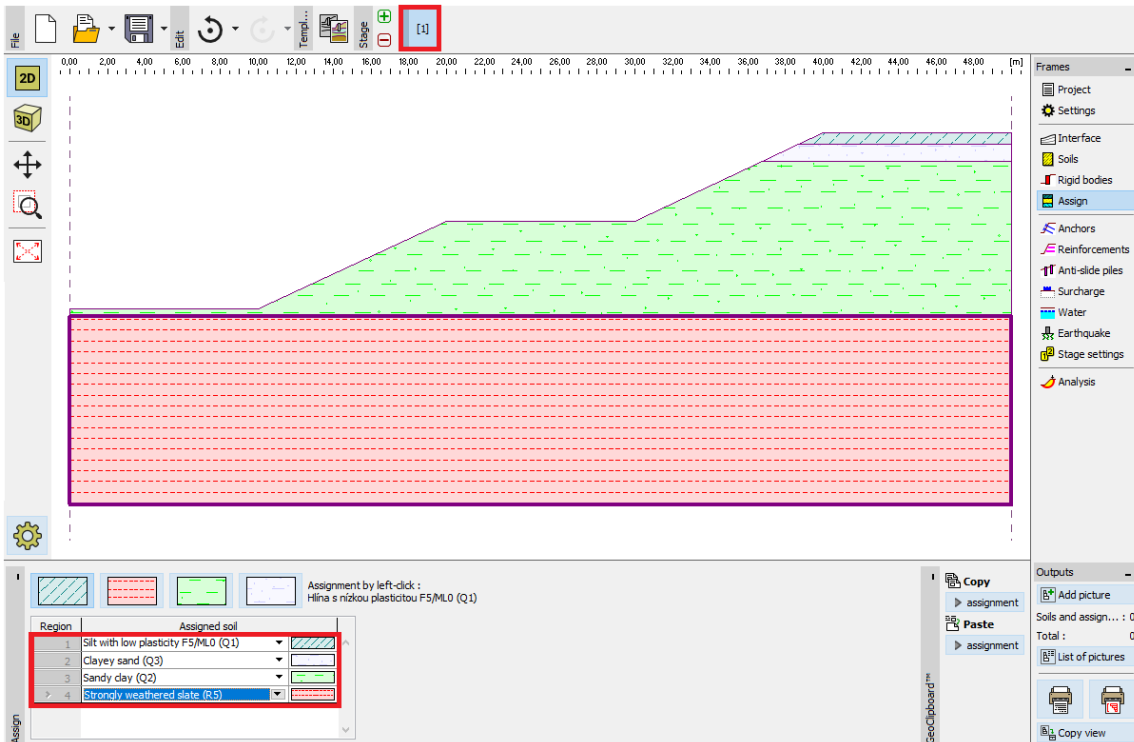 File
Edit
Templ...
Stage
[1]
2D
3D
0,00 2,00 4,00 6,00 8,00 10,00 12,00 14,00 16,00 18,00 20,00 22,00 24,00 26,00 28,00 30,00 32,00 34,00 36,00 38,00 40,00 42,00 44,00 46,00 48,00 [m]
Frames
Project
Settings
Interface
Soils
Rigid bodies
Assign
Anchors
Reinforcements
Anti-slide piles
Surcharge
Water
Earthquake
Stage settings
Analysis
Assign
Assignment by left-click :
Hlína s nízkou plasticitou F5/ML0 (Q1)
Region Assigned soil
1 Silt with low plasticity F5/ML0 (Q1)
2 Clayey sand (Q3)
3 Sandy clay (Q2)
> 4 Strongly weathered slate (R5)
GeoClipboard™
Copy
assignment
Paste
assignment
Outputs
Add picture
Soils and assign... : 0
Total : 0
List of pictures
Copy view